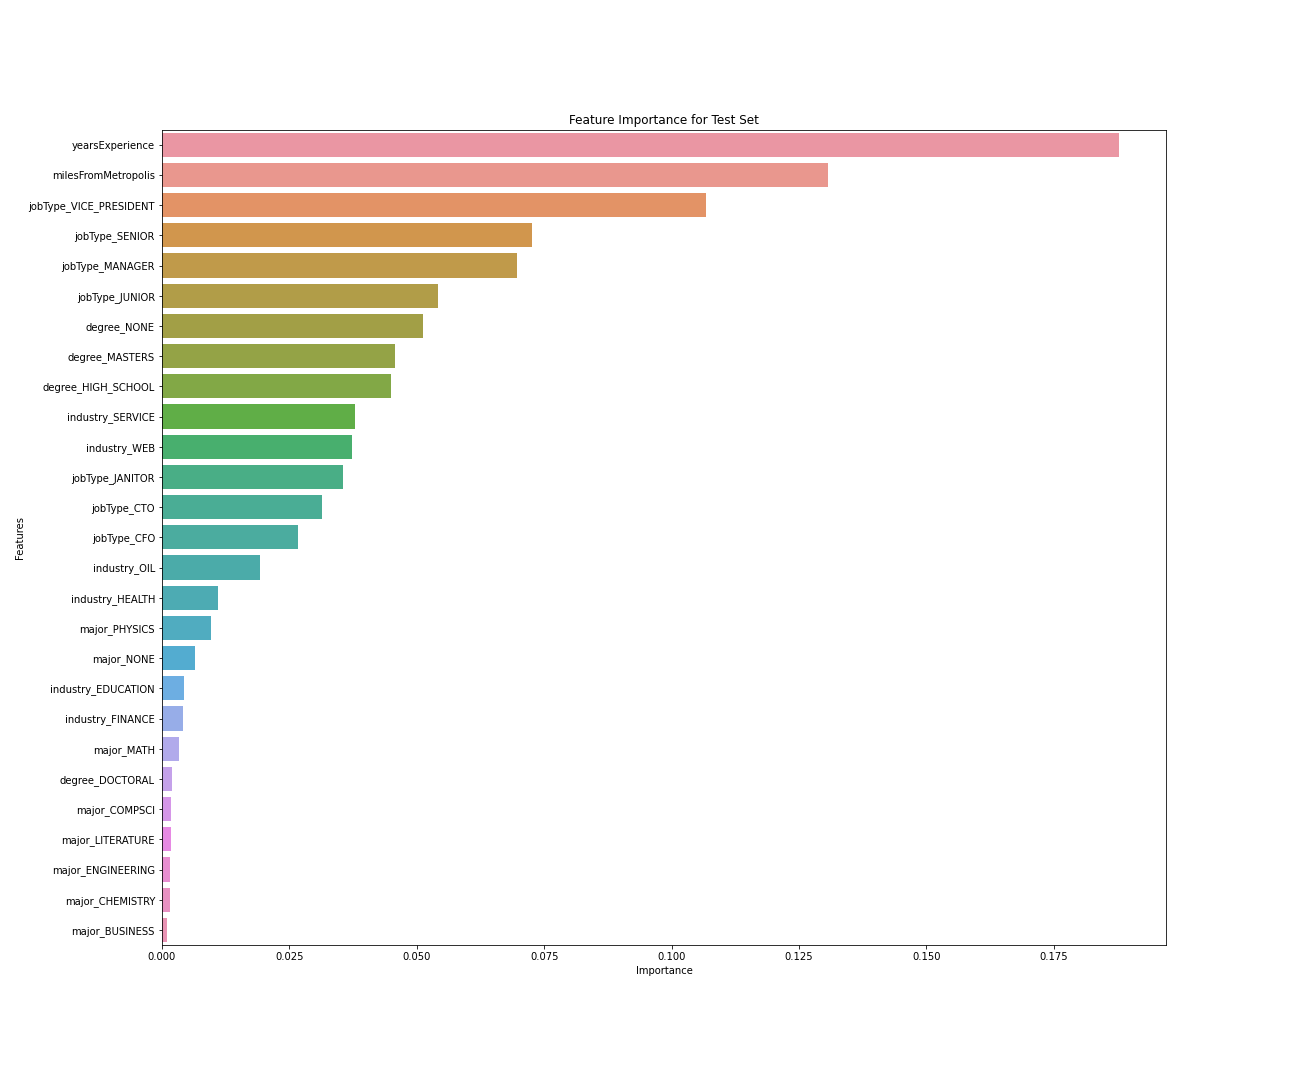 Feature Importance for Test Set
yearsExperience
milesFromMetropolis
jobType_VICE_PRESIDENT
jobType_SENIOR
jobType_MANAGER
jobType_JUNIOR
degree_NONE
degree_MASTERS
degree_HIGH_SCHOOL
industry_SERVICE
industry_WEB
jobType_JANITOR
jobType_CTO
jobType_CFO
industry_OIL
industry_HEALTH
major_PHYSICS
major_NONE
industry_EDUCATION
industry_FINANCE
major_MATH
degree_DOCTORAL
major_COMPSCI
major_LITERATURE
major_ENGINEERING
major_CHEMISTRY
major_BUSINESS
Features
0.000 0.025 0.050 0.075 0.100 0.125 0.150 0.175
Importance